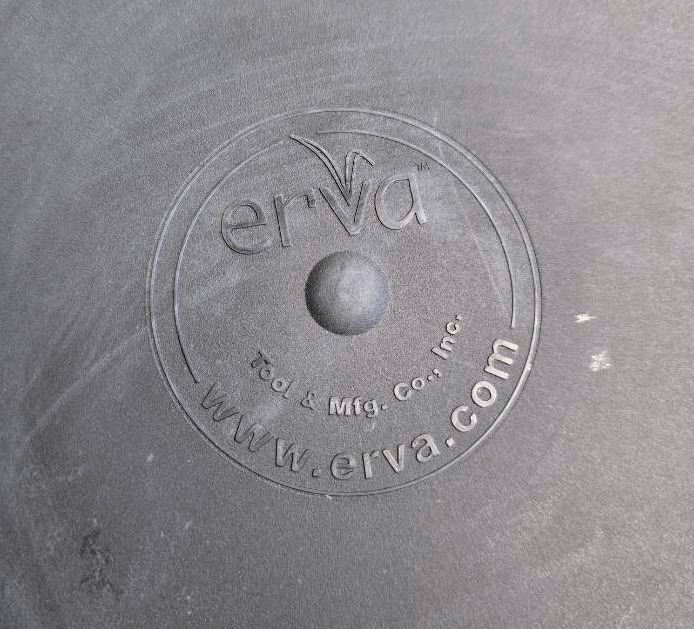 erva™
Tool & Mfg. Co., Inc.
www.erva.com